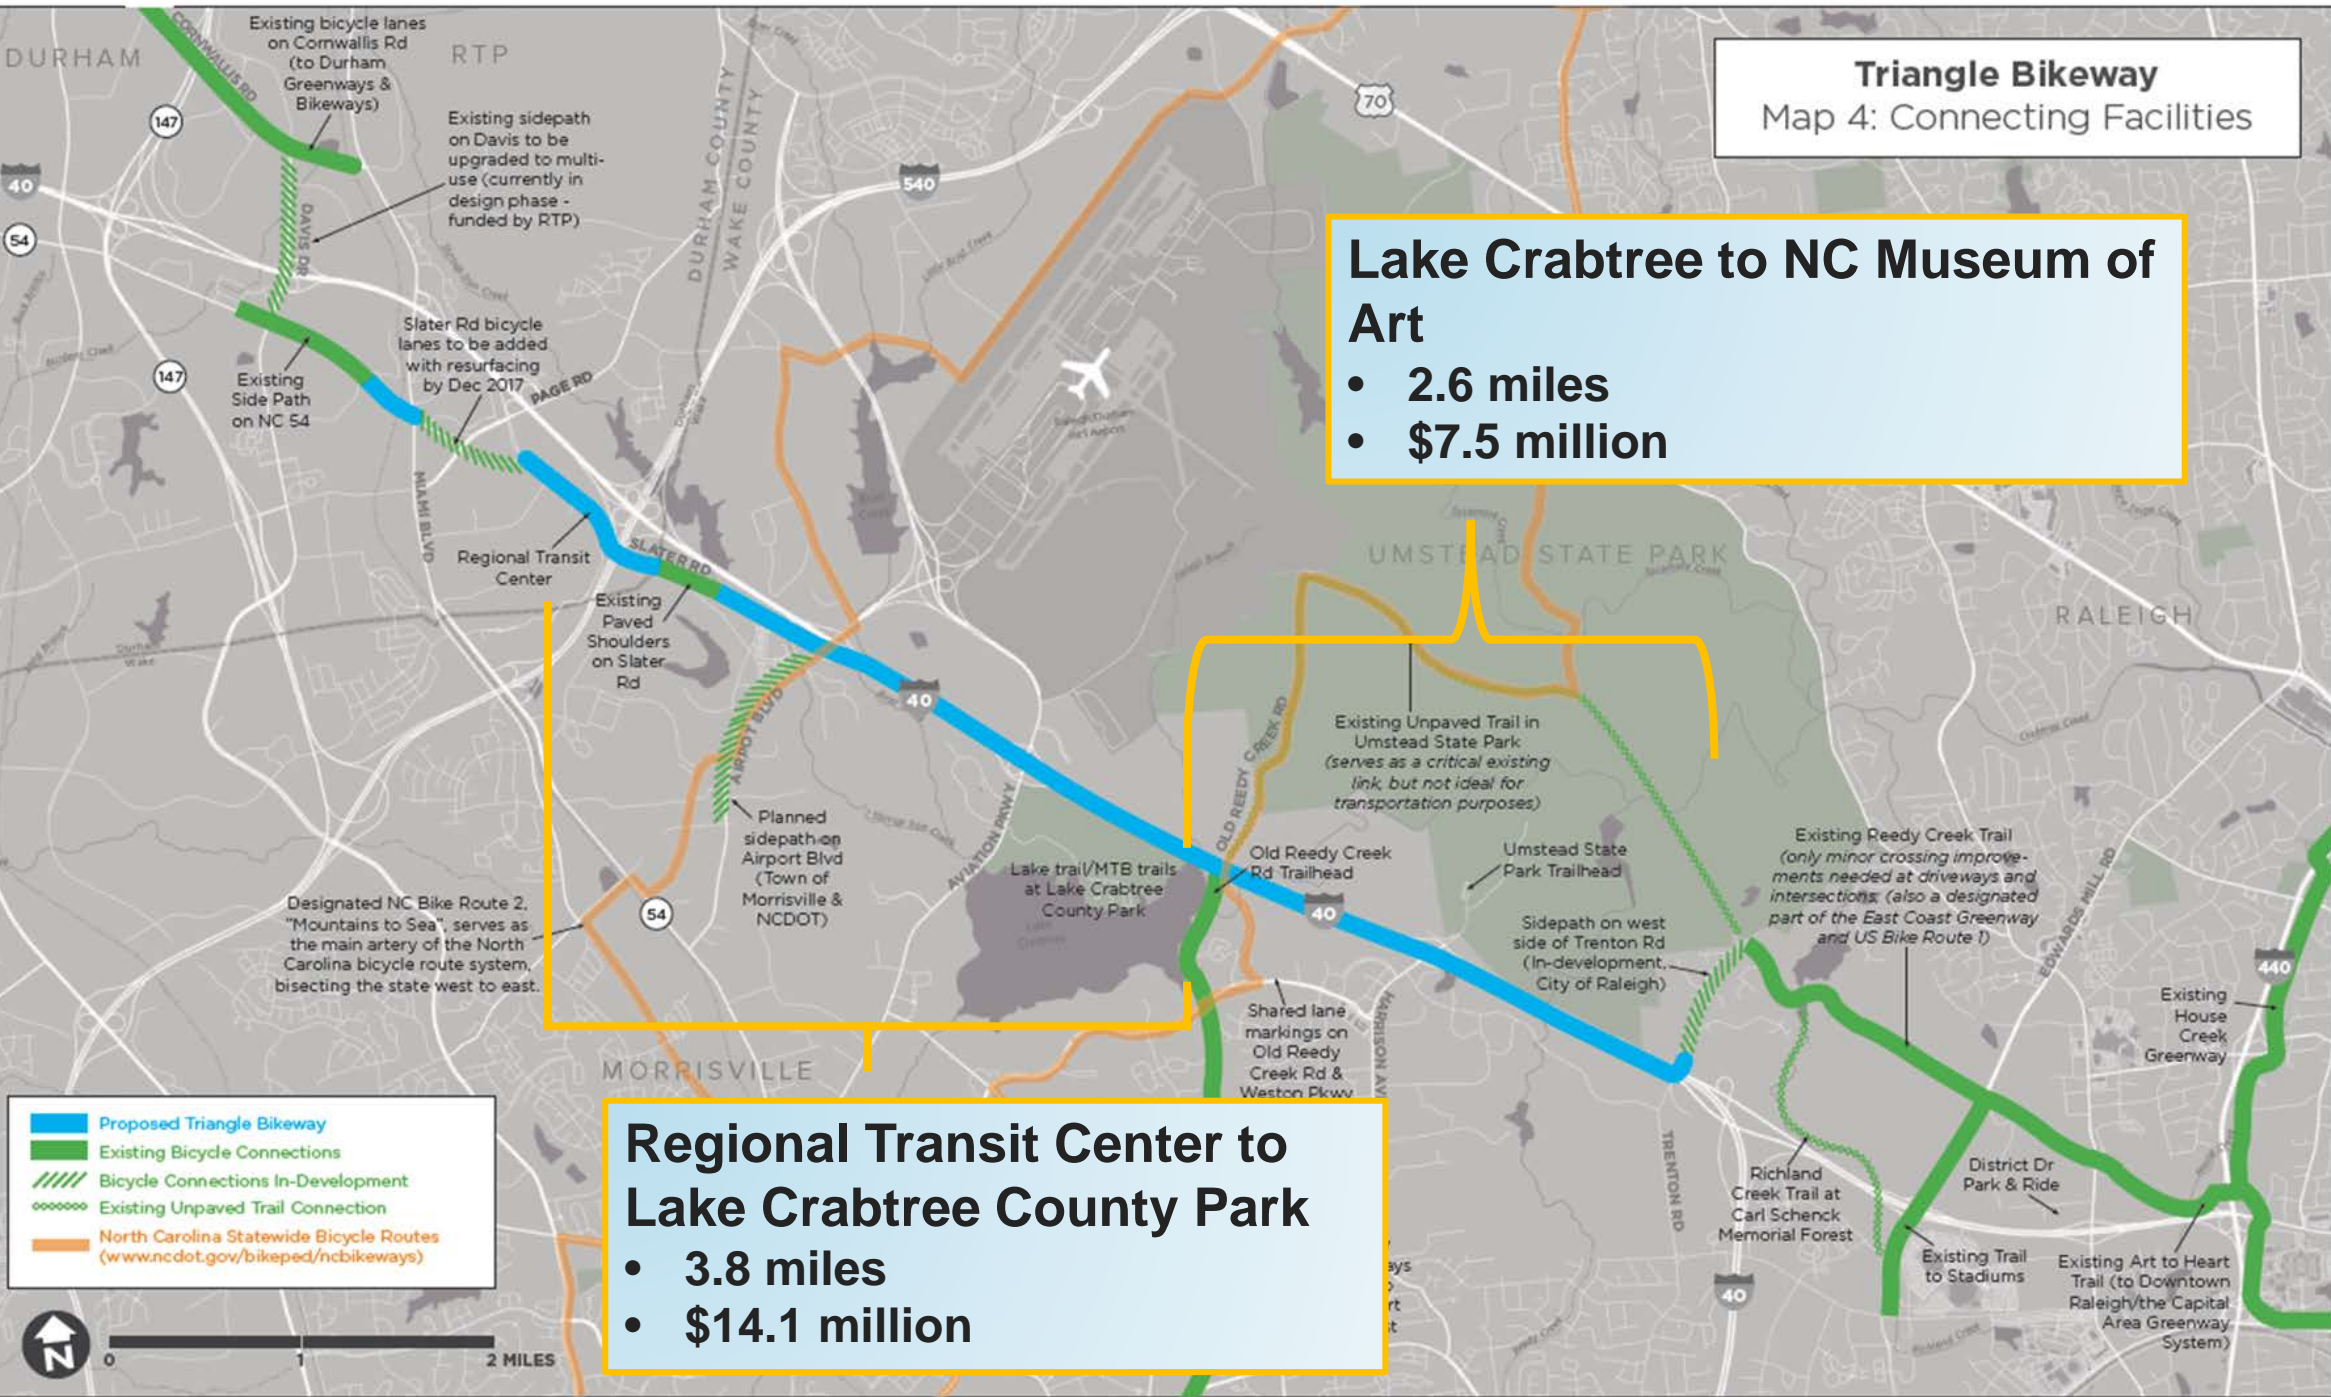 Triangle Bikeway
Map 4: Connecting Facilities
DURHAM
RTP
CORNWALLIS RD
Existing bicycle lanes
on Cornwallis Rd
(to Durham
Greenways &
Bikeways)
147
40
54
Existing sidepath
on Davis to be
upgraded to multi-
use (currently in
design phase -
funded by RTP)
DAVIS DR
DURHAM COUNTY
WAKE COUNTY
540
70
Lake Crabtree to NC Museum of
Art
• 2.6 miles
• $7.5 million
147
Existing
Side Path
on NC 54
Slater Rd bicycle
lanes to be added
with resurfacing
by Dec 2017
PAGE RD
MIAMI BLVD
Regional Transit
Center
SLATER RD
Existing
Paved
Shoulders
on Slater
Rd
Durham
Wake
UMSTEAD STATE PARK
RALEIGH
40
AIRPOT BLVD
Planned
sidepath on
Airport Blvd
(Town of
Morrisville &
NCDOT)
AVIATION PKWY
OLD REEDY CREEK RD
Existing Unpaved Trail in
Umstead State Park
(serves as a critical existing
link, but not ideal for
transportation purposes)
Lake trail/MTB trails
at Lake Crabtree
County Park
Old Reedy Creek
Rd Trailhead
40
Umstead State
Park Trailhead
Existing Reedy Creek Trail
(only minor crossing improve-
ments needed at driveways and
intersections; (also a designated
part of the East Coast Greenway
and US Bike Route 1)
EDWARDS MILL RD
Sidepath on west
side of Trenton Rd
(In-development,
City of Raleigh)
440
Existing
House
Creek
Greenway
Designated NC Bike Route 2,
"Mountains to Sea", serves as
the main artery of the North
Carolina bicycle route system,
bisecting the state west to east.
54
Shared lane
markings on
Old Reedy
Creek Rd &
Weston Pkwy
HARRISON AV
MORRISVILLE
Regional Transit Center to
Lake Crabtree County Park
• 3.8 miles
• $14.1 million
TRENTON RD
Richland
Creek Trail at
Carl Schenck
Memorial Forest
District Dr
Park & Ride
40
Existing Trail
to Stadiums
Existing Art to Heart
Trail (to Downtown
Raleigh/the Capital
Area Greenway
System)
Proposed Triangle Bikeway
Existing Bicycle Connections
Bicycle Connections In-Development
Existing Unpaved Trail Connection
North Carolina Statewide Bicycle Routes
(www.ncdot.gov/bikeped/ncbikeways)
N
0 1 2 MILES